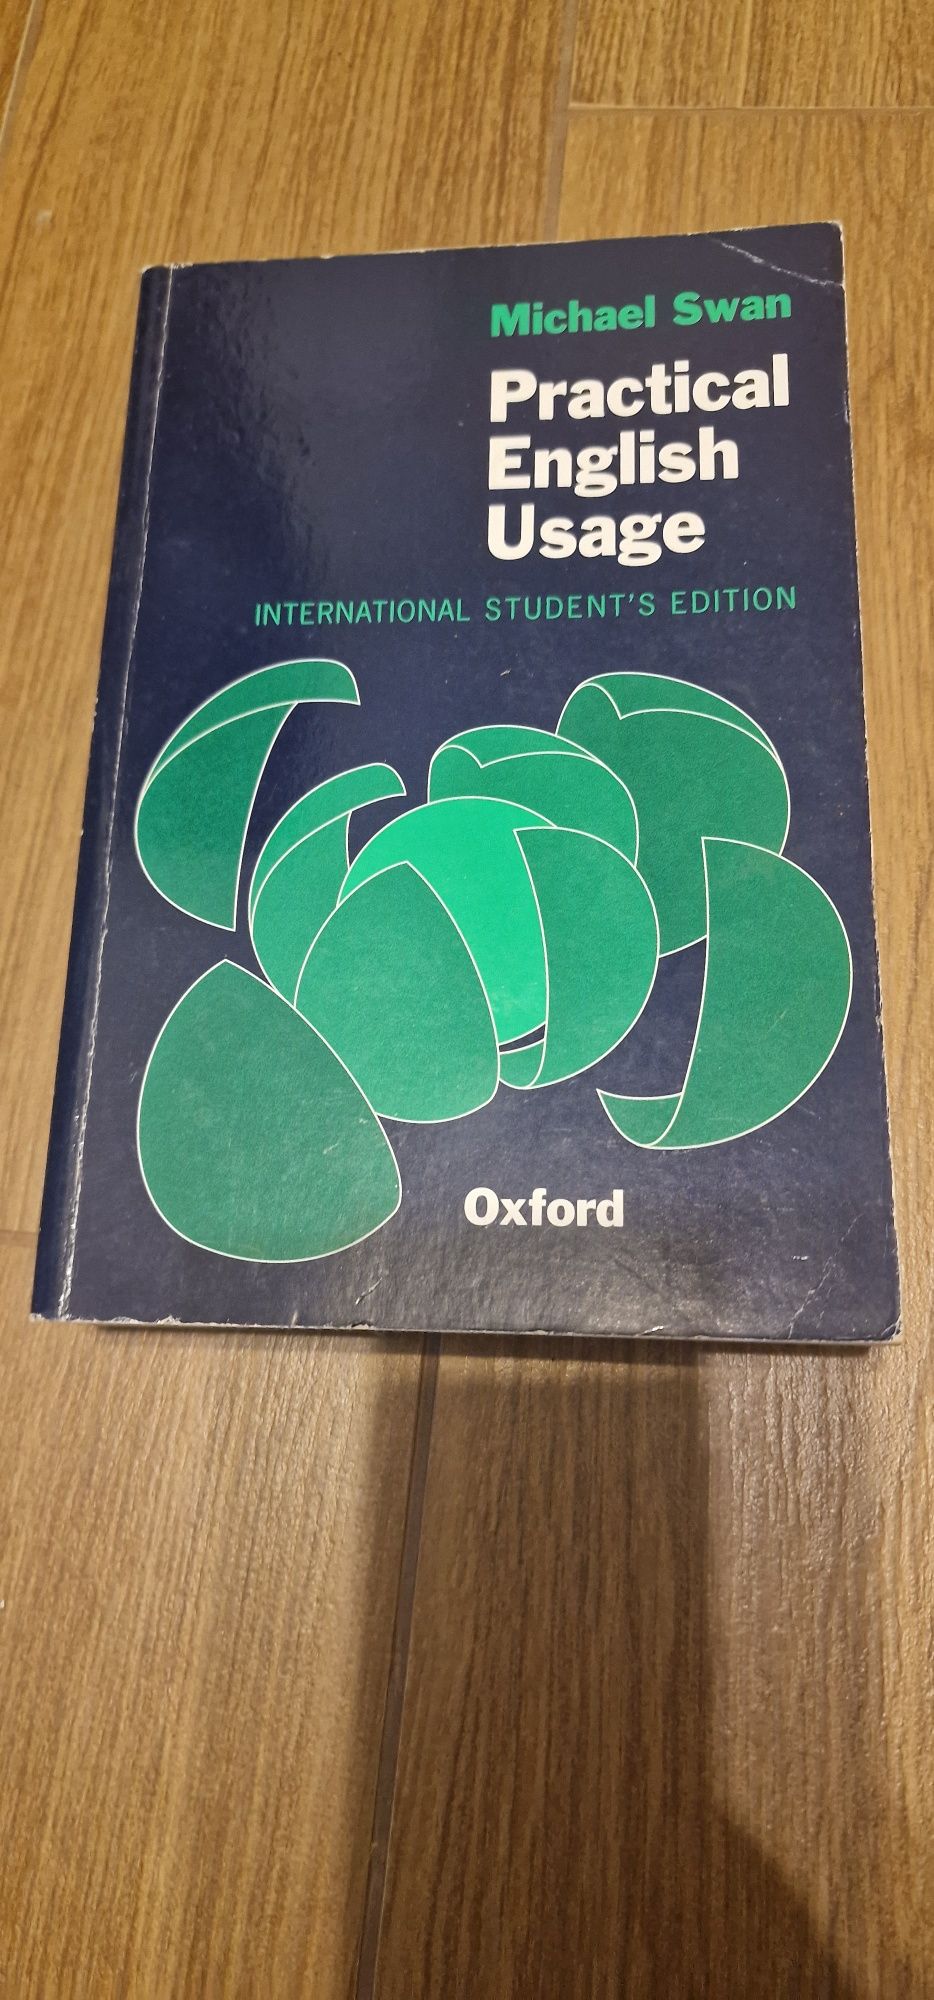 Michael Swan
Practical
English
Usage
INTERNATIONAL STUDENT'S EDITION
Oxford